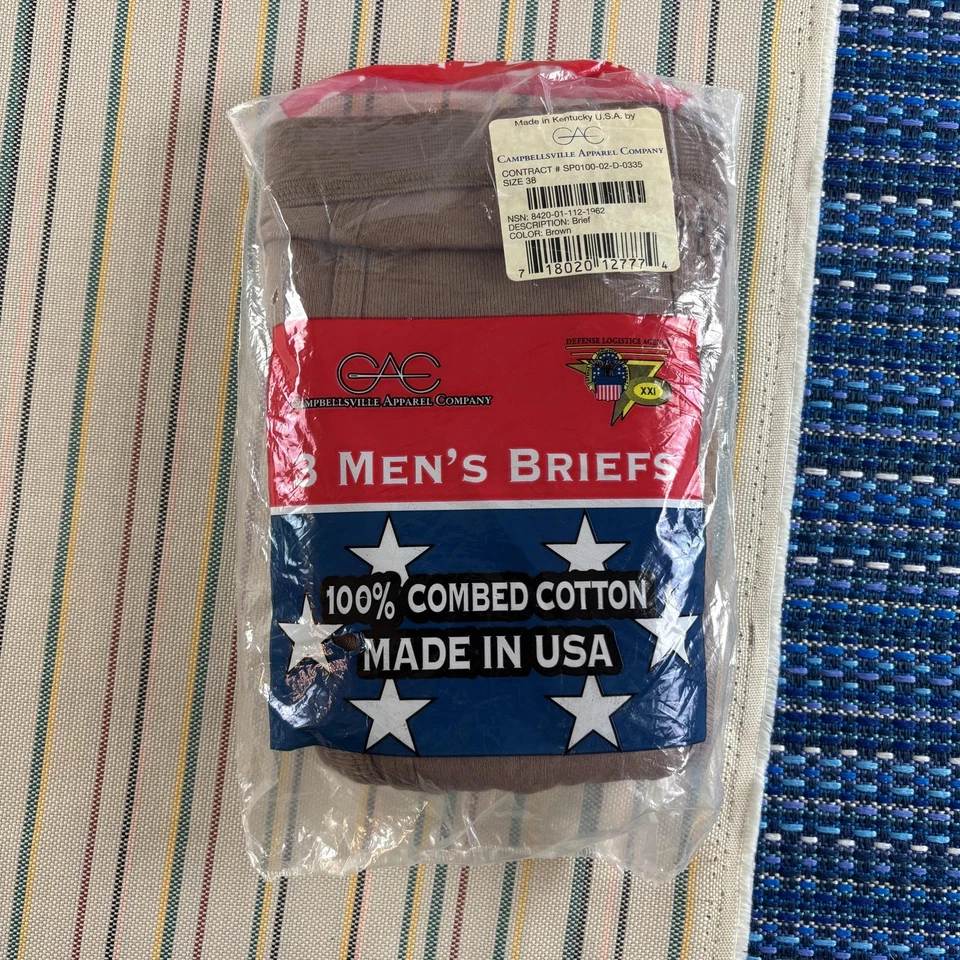 Made in Kentucky U.S.A. by
CAC
CAMPBELLSVILLE APPAREL COMPANY
CONTRACT # SP0100-02-D-0335
SIZE 38
NSN: 8420-01-112-1962
DESCRIPTION: Brief
COLOR: Brown
7 18020 12777 4
CAC
CAMPBELLSVILLE APPAREL COMPANY
DEFENSE LOGISTICS
XXI
3 MEN'S BRIEFS
100% COMBED COTTON
MADE IN USA